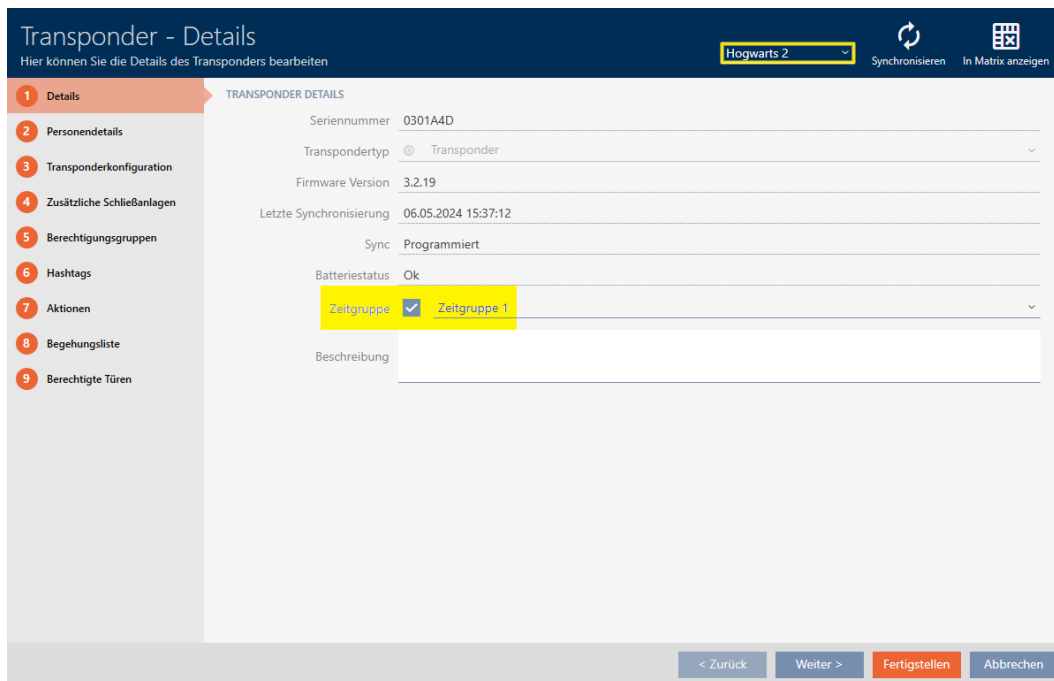 Transponder - Details
Hier können Sie die Details des Transponders bearbeiten
Hogwarts 2
Synchronisieren
In Matrix anzeigen
1 Details
2 Personendetails
3 Transponderkonfiguration
4 Zusätzliche Schließanlagen
5 Berechtigungsgruppen
6 Hashtags
7 Aktionen
8 Begehungsliste
9 Berechtigte Türen
TRANSPONDER DETAILS
Seriennummer 0301A4D
Transpondertyp Transponder
Firmware Version 3.2.19
Letzte Synchronisierung 06.05.2024 15:37:12
Sync Programmiert
Batteriestatus Ok
Zeitgruppe Zeitgruppe 1
Beschreibung
< Zurück Weiter > Fertigstellen Abbrechen